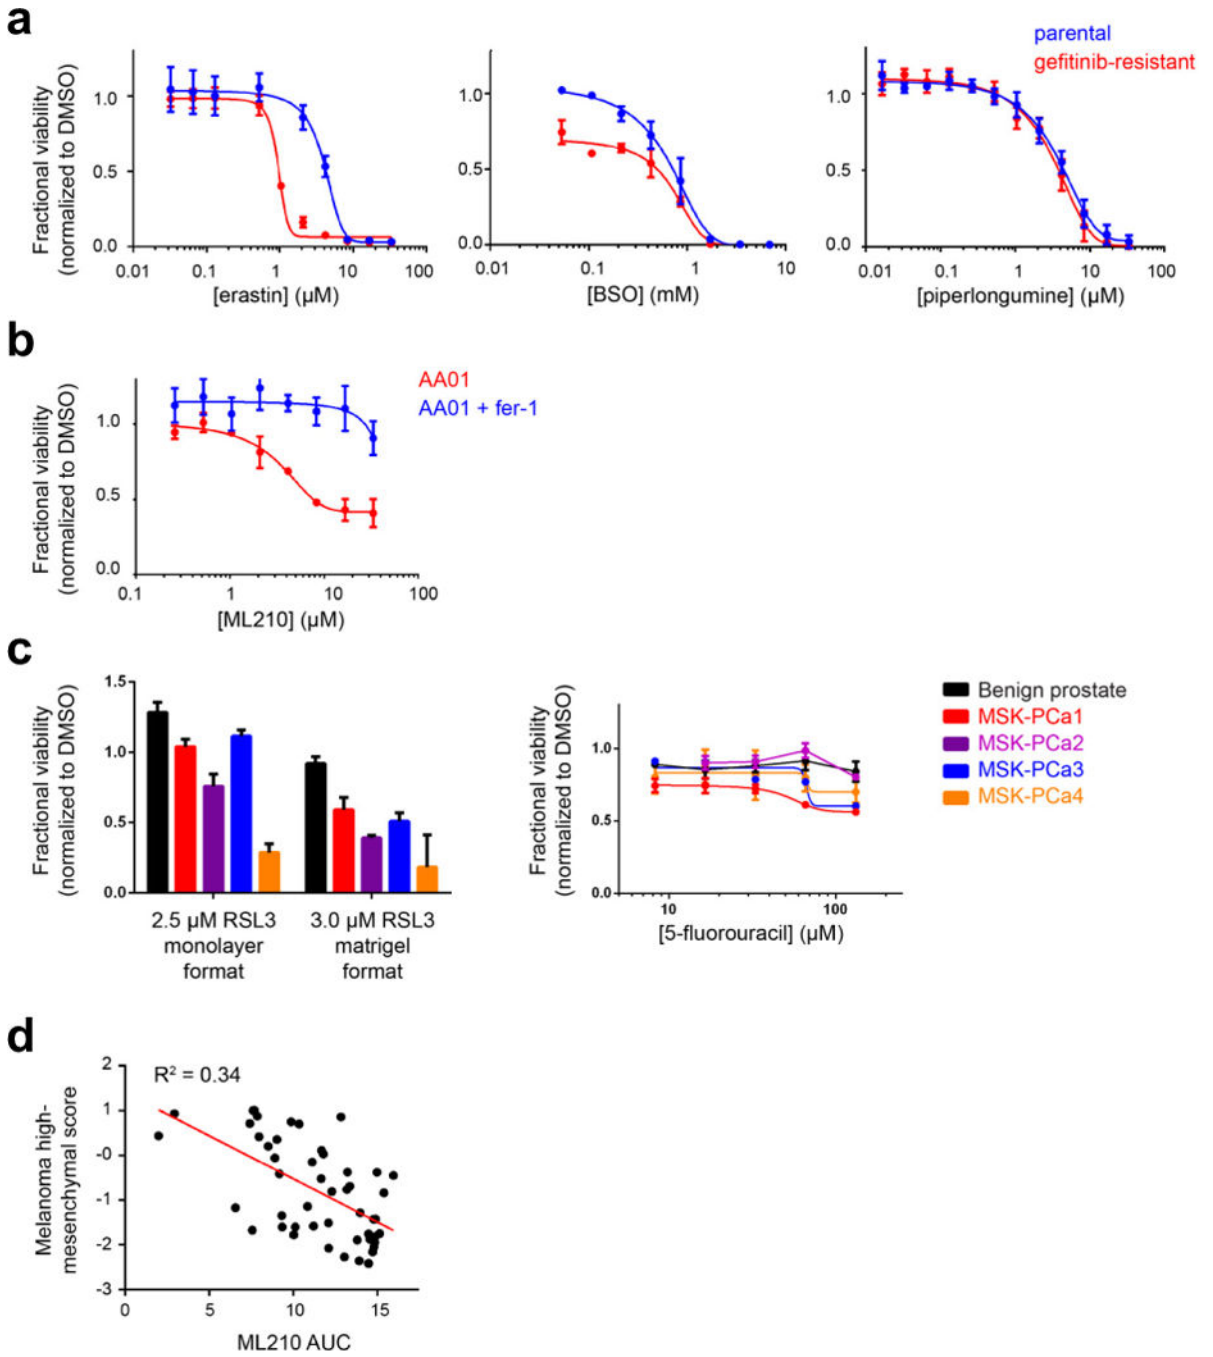 a
parental
gefitinib-resistant
Fractional viability
(normalized to DMSO)
1.0
0.5
0.0
0.01 0.1 1 10 100
[erastin] (µM)
1.0
0.5
0.0
0.01 0.1 1 10
[BSO] (mM)
1.0
0.5
0.0
0.01 0.1 1 10 100
[piperlongumine] (µM)
b
Fractional viability
(normalized to DMSO)
1.0
0.5
0.0
0.1 1 10 100
[ML210] (µM)
AA01
AA01 + fer-1
c
Fractional viability
(normalized to DMSO)
1.5
1.0
0.5
0.0
2.5 µM RSL3
monolayer
format
3.0 µM RSL3
matrigel
format
Fractional viability
(normalized to DMSO)
1.0
0.5
0.0
10 100
[5-fluorouracil] (µM)
Benign prostate
MSK-PCa1
MSK-PCa2
MSK-PCa3
MSK-PCa4
d
Melanoma high-
mesenchymal score
R² = 0.34
2
1
-0
-1
-2
-3
0 5 10 15
ML210 AUC